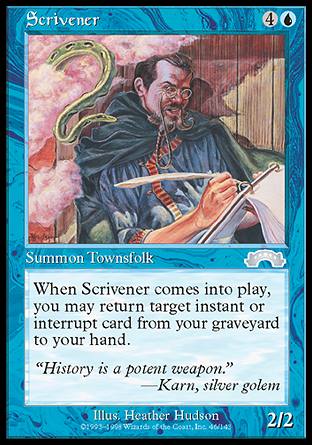 Scrivener 4
Summon Townsfolk
When Scrivener comes into play,
you may return target instant or
interrupt card from your graveyard
to your hand.
"History is a potent weapon."
—Karn, silver golem
Illus. Heather Hudson
©1993-1998 Wizards of the Coast, Inc. 46/143
2/2